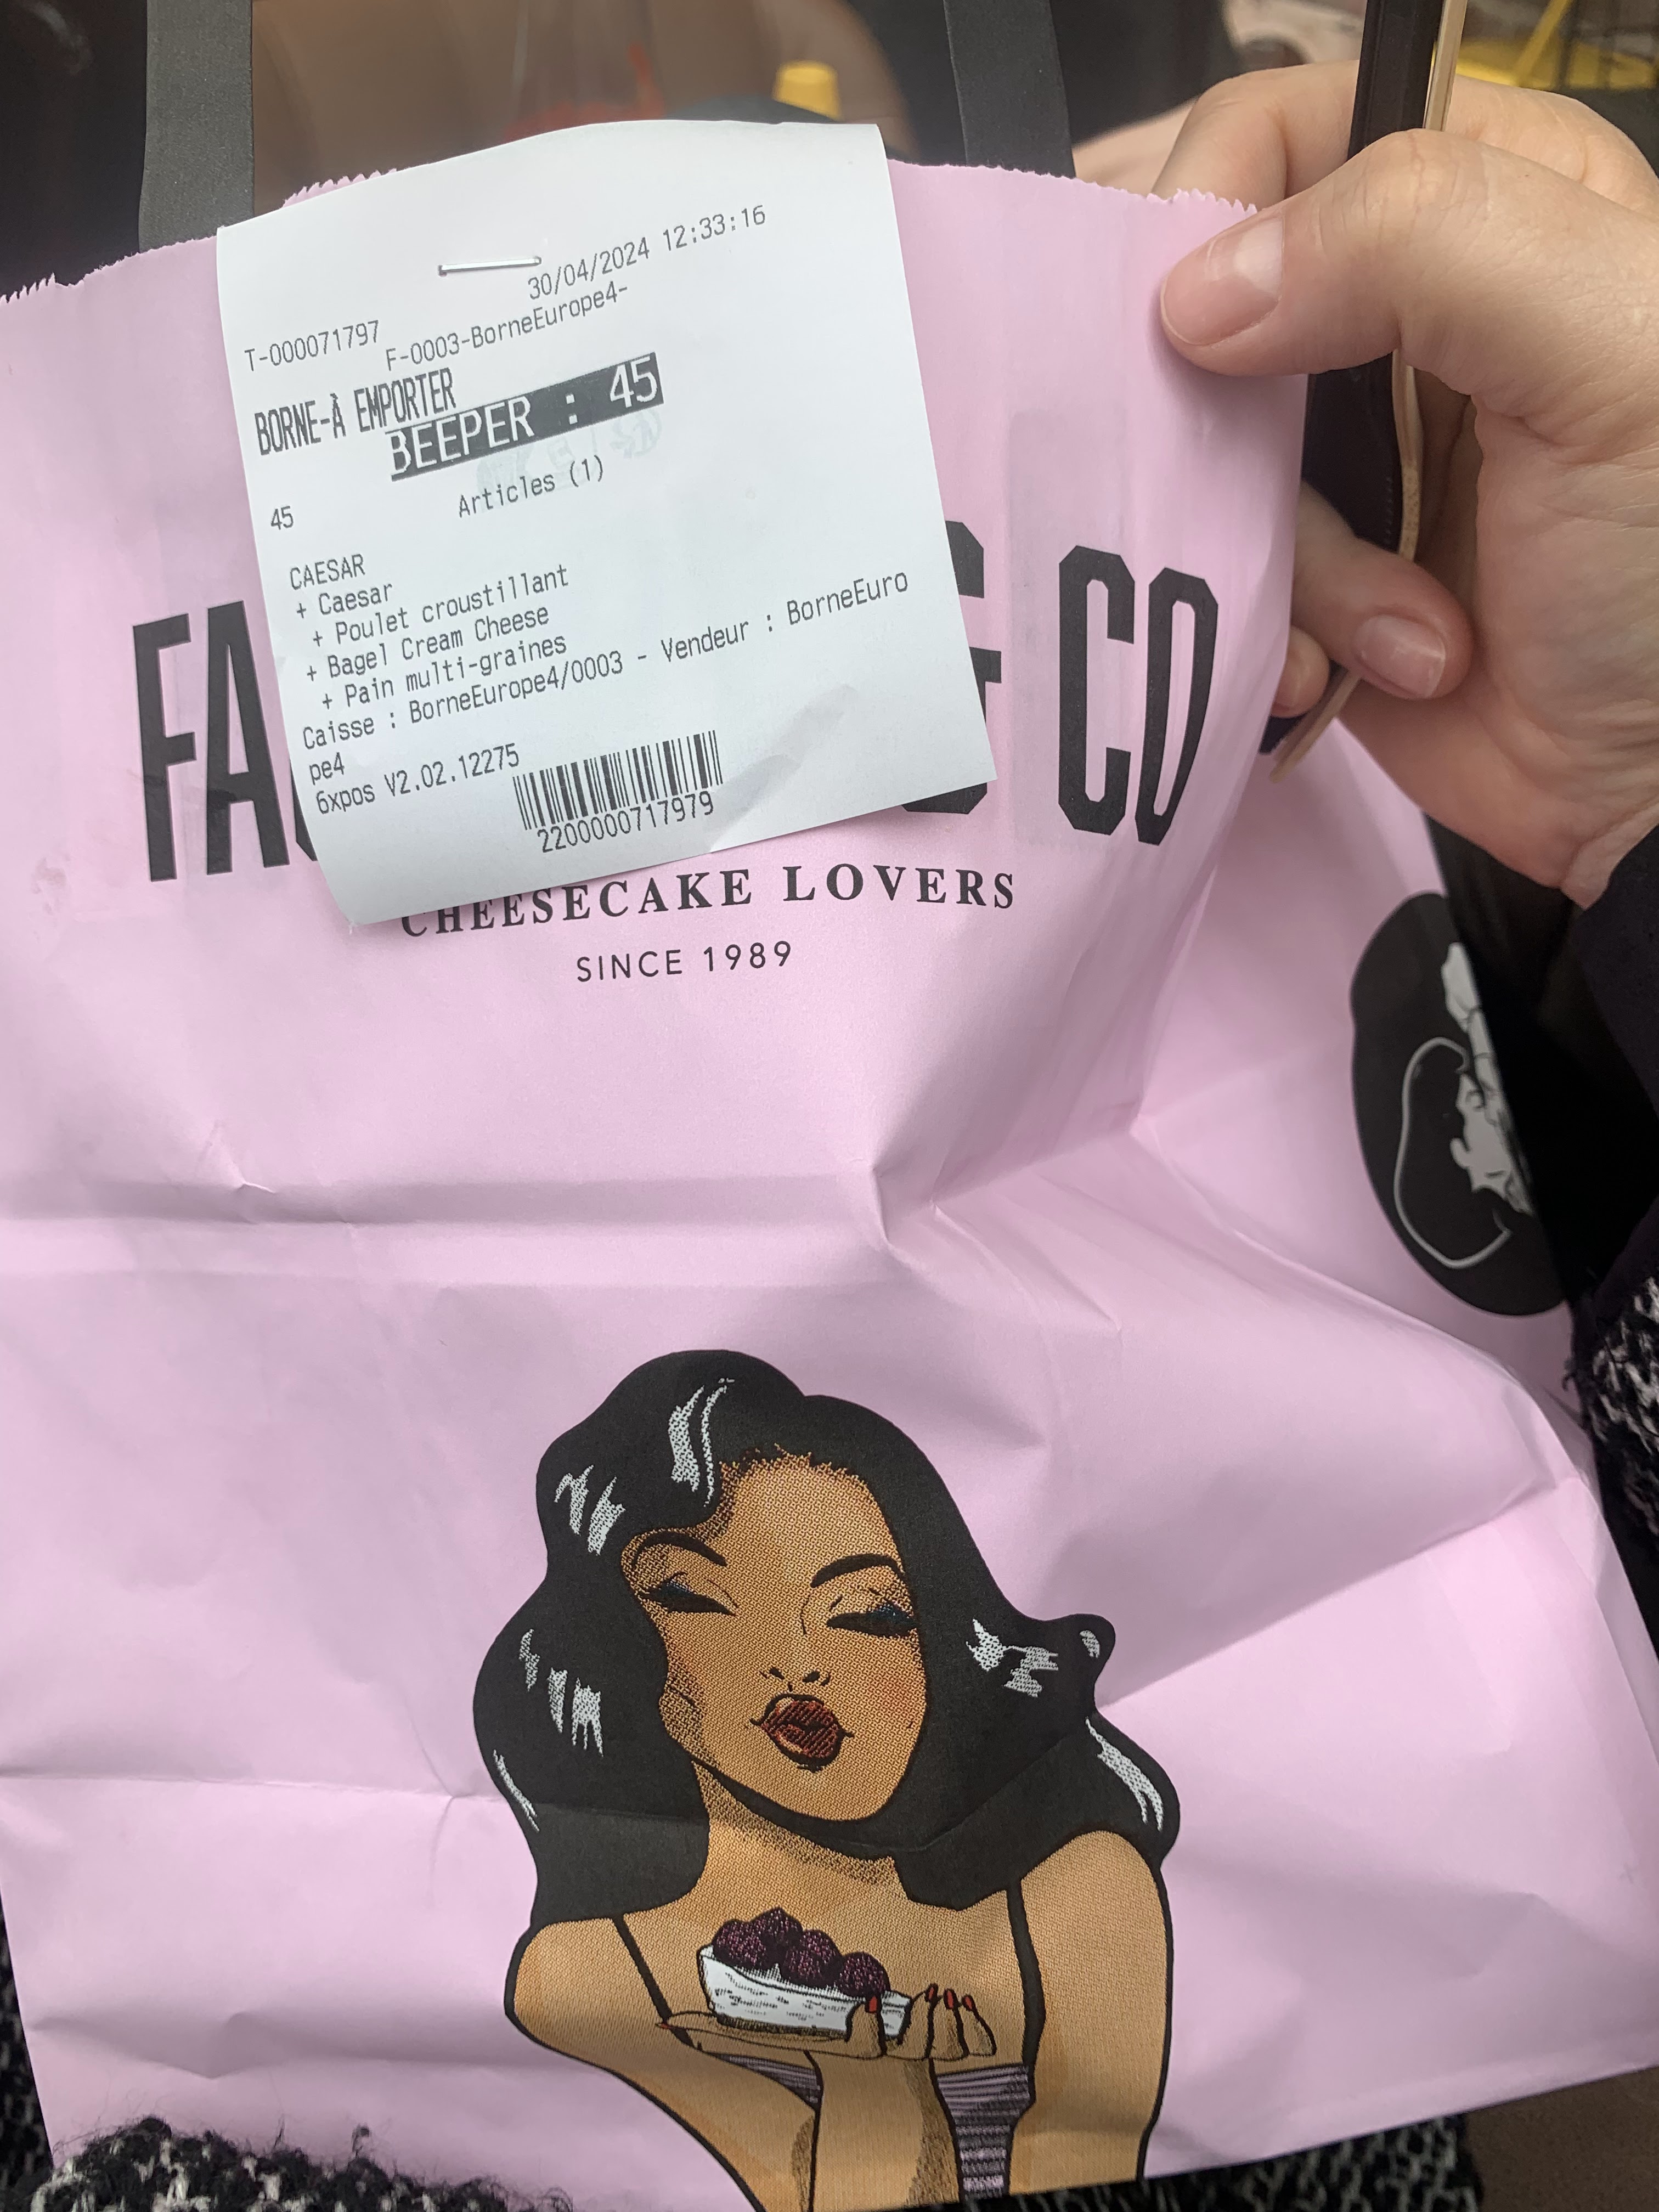 30/04/2024 12:33:16
T-000071797
F-0003-BorneEurope4-
BORNE-À EMPORTER
BEEPER : 45
Articles (1)
45
CAESAR
+ Caesar
+ Poulet croustillant
+ Bagel Cream Cheese
+ Pain multi-graines
Caisse : BorneEurope4/0003 - Vendeur : BorneEuro
pe4
6xpos V2.02.12275
2200000717979
& CO
CHEESECAKE LOVERS
SINCE 1989